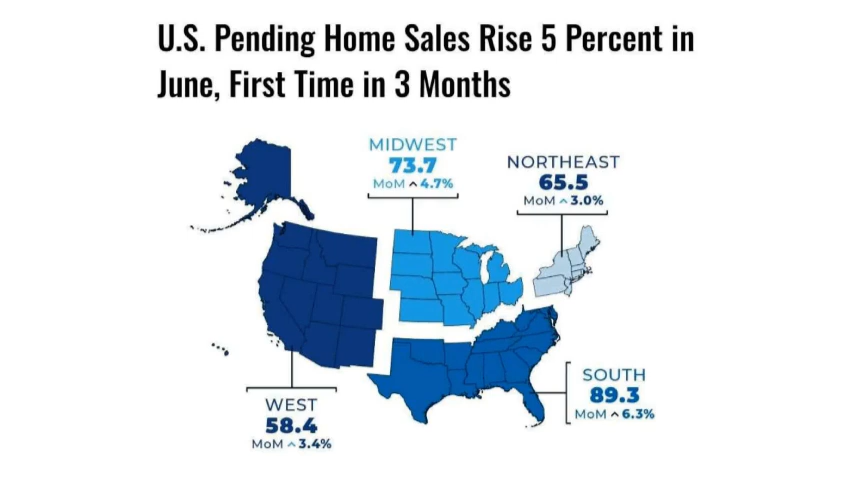 U.S. Pending Home Sales Rise 5 Percent in
June, First Time in 3 Months
MIDWEST
73.7
MoM ^ 4.7%
NORTHEAST
65.5
MoM ^ 3.0%
SOUTH
89.3
MoM ^ 6.3%
WEST
58.4
MoM ^ 3.4%